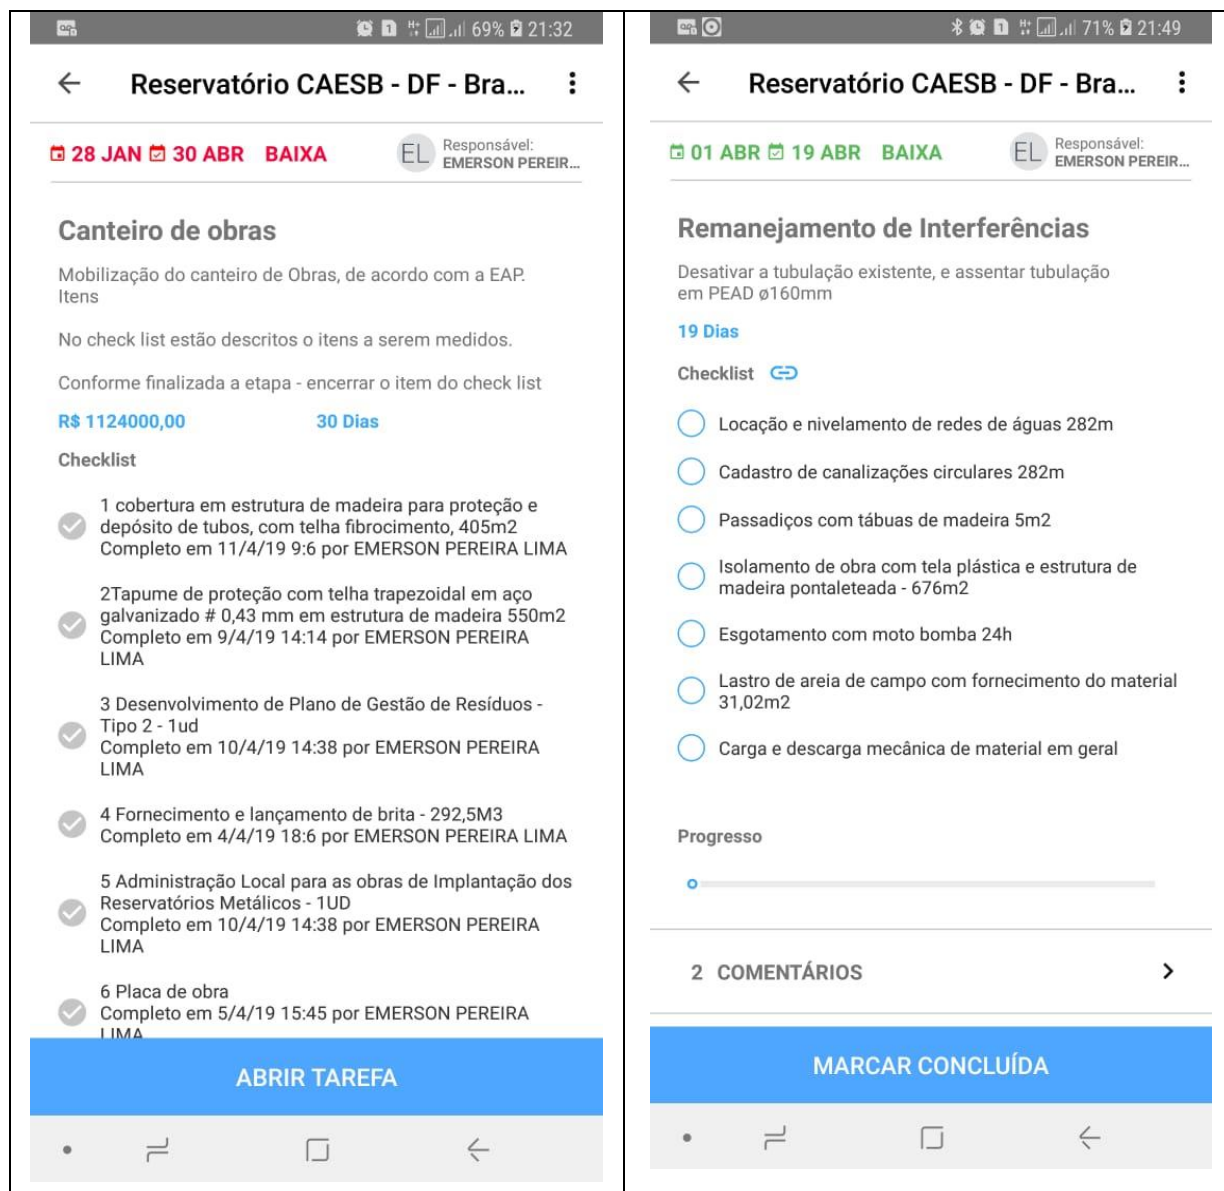 69% 21:32
Reservatório CAESB - DF - Bra...
28 JAN 30 ABR BAIXA
EL
Responsável:
EMERSON PEREIR...
Canteiro de obras
Mobilização do canteiro de Obras, de acordo com a EAP.
Itens
No check list estão descritos o itens a serem medidos.
Conforme finalizada a etapa - encerrar o item do check list
R$ 1124000,00 30 Dias
Checklist
1 cobertura em estrutura de madeira para proteção e
depósito de tubos, com telha fibrocimento, 405m2
Completo em 11/4/19 9:6 por EMERSON PEREIRA LIMA
2Tapume de proteção com telha trapezoidal em aço
galvanizado # 0,43 mm em estrutura de madeira 550m2
Completo em 9/4/19 14:14 por EMERSON PEREIRA
LIMA
3 Desenvolvimento de Plano de Gestão de Resíduos -
Tipo 2 - 1ud
Completo em 10/4/19 14:38 por EMERSON PEREIRA
LIMA
4 Fornecimento e lançamento de brita - 292,5M3
Completo em 4/4/19 18:6 por EMERSON PEREIRA LIMA
5 Administração Local para as obras de Implantação dos
Reservatórios Metálicos - 1UD
Completo em 10/4/19 14:38 por EMERSON PEREIRA
LIMA
6 Placa de obra
Completo em 5/4/19 15:45 por EMERSON PEREIRA
LIMA
ABRIR TAREFA
71% 21:49
Reservatório CAESB - DF - Bra...
01 ABR 19 ABR BAIXA
EL
Responsável:
EMERSON PEREIR...
Remanejamento de Interferências
Desativar a tubulação existente, e assentar tubulação
em PEAD ø160mm
19 Dias
Checklist
Locação e nivelamento de redes de águas 282m
Cadastro de canalizações circulares 282m
Passadiços com tábuas de madeira 5m2
Isolamento de obra com tela plástica e estrutura de
madeira pontaleteada - 676m2
Esgotamento com moto bomba 24h
Lastro de areia de campo com fornecimento do material
31,02m2
Carga e descarga mecânica de material em geral
Progresso
2 COMENTÁRIOS
MARCAR CONCLUÍDA